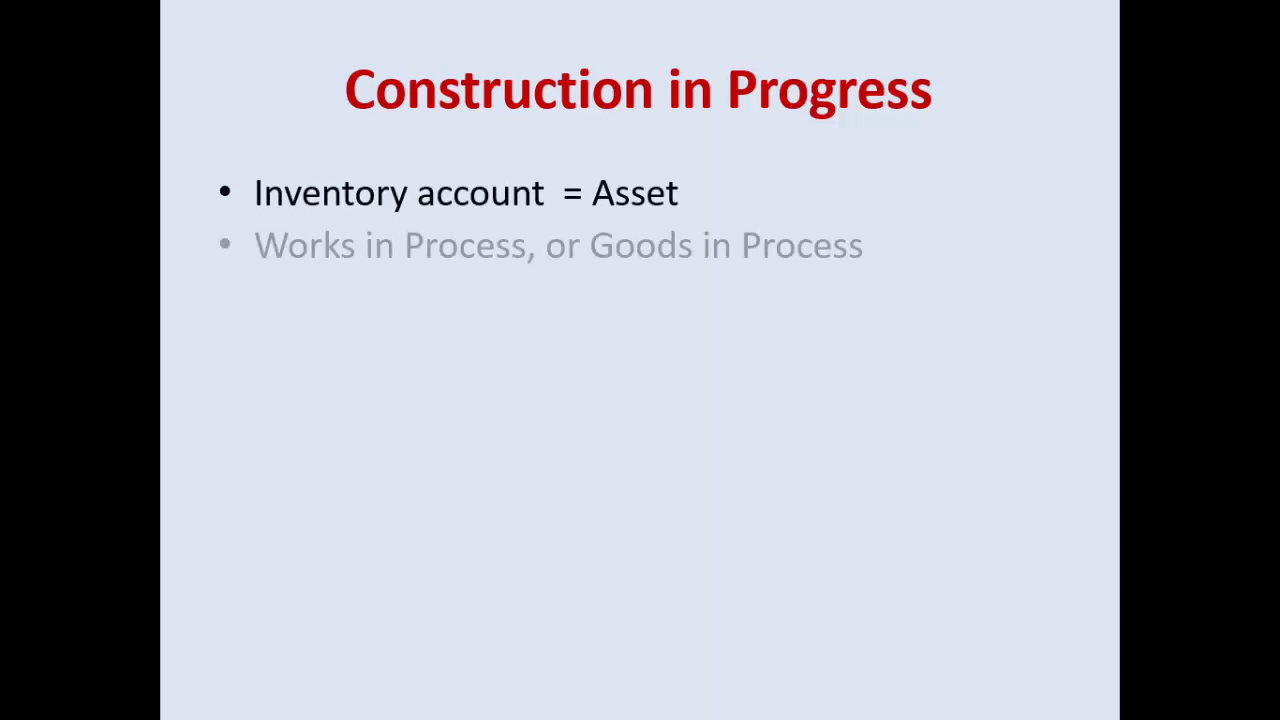 Construction in Progress
• Inventory account  = Asset
• Works in Process, or Goods in Process